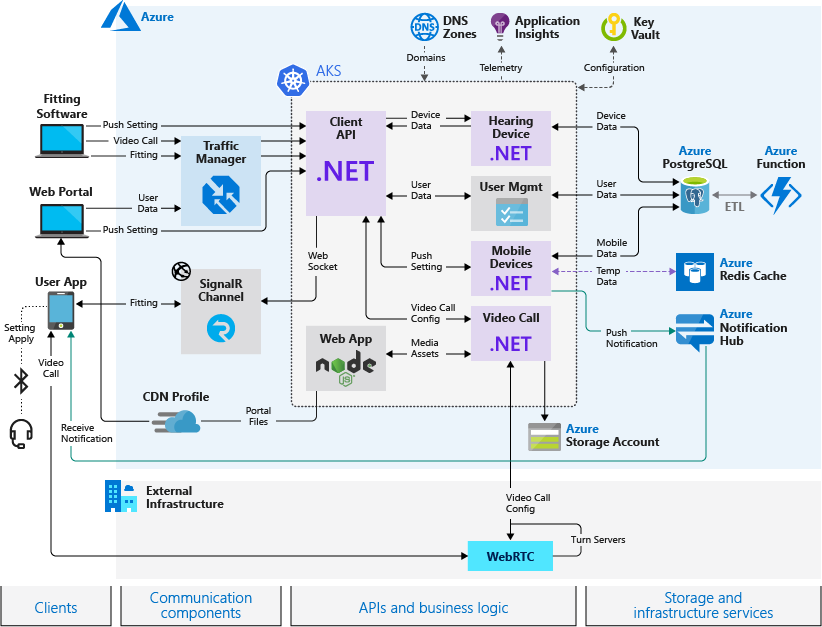 Azure
DNS
Zones
Application
Insights
Key
Vault
Domains
Telemetry
Configuration
AKS
Fitting
Software
Push Setting
Video Call
Fitting
Traffic
Manager
Client
API
.NET
Device
Data
Hearing
Device
.NET
Device
Data
Azure
PostgreSQL
Azure
Function
ETL
Web Portal
User
Data
Push Setting
User
Data
User Mgmt
User
Data
Push
Setting
Mobile
Devices
.NET
Mobile
Data
Temp
Data
Azure
Redis Cache
Web
Socket
User App
Fitting
SignalR
Channel
Setting
Apply
Video
Call
Video Call
Config
Video Call
.NET
Push
Notification
Azure
Notification
Hub
Web App
node
JS
Media
Assets
CDN Profile
Portal
Files
Receive
Notification
Azure
Storage Account
External
Infrastructure
Video Call
Config
Turn Servers
WebRTC
Clients
Communication
components
APIs and business logic
Storage and
infrastructure services